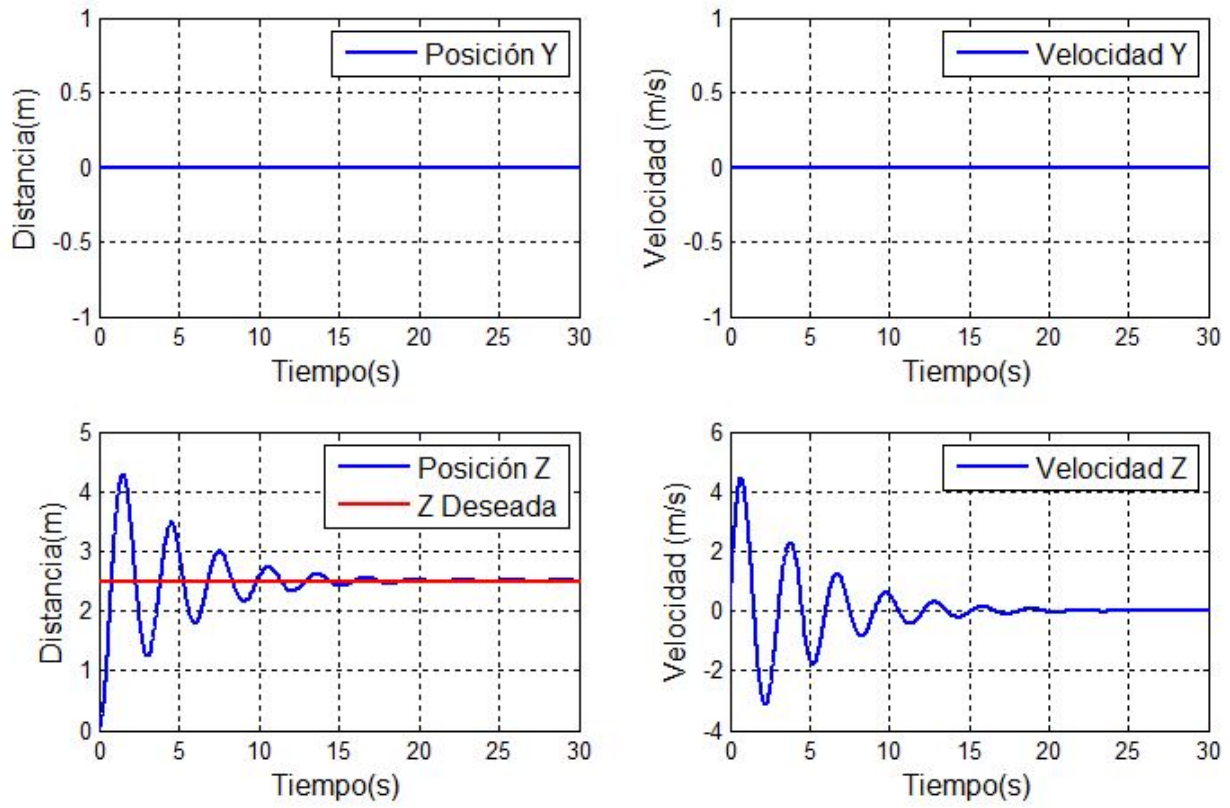 Posición Y
Distancia(m)
1
0.5
0
-0.5
-1
0 5 10 15 20 25 30
Tiempo(s)
Velocidad Y
Velocidad (m/s)
1
0.5
0
-0.5
-1
0 5 10 15 20 25 30
Tiempo(s)
Posición Z
Z Deseada
Distancia(m)
5
4
3
2
1
0
0 5 10 15 20 25 30
Tiempo(s)
Velocidad Z
Velocidad (m/s)
6
4
2
0
-2
-4
0 5 10 15 20 25 30
Tiempo(s)